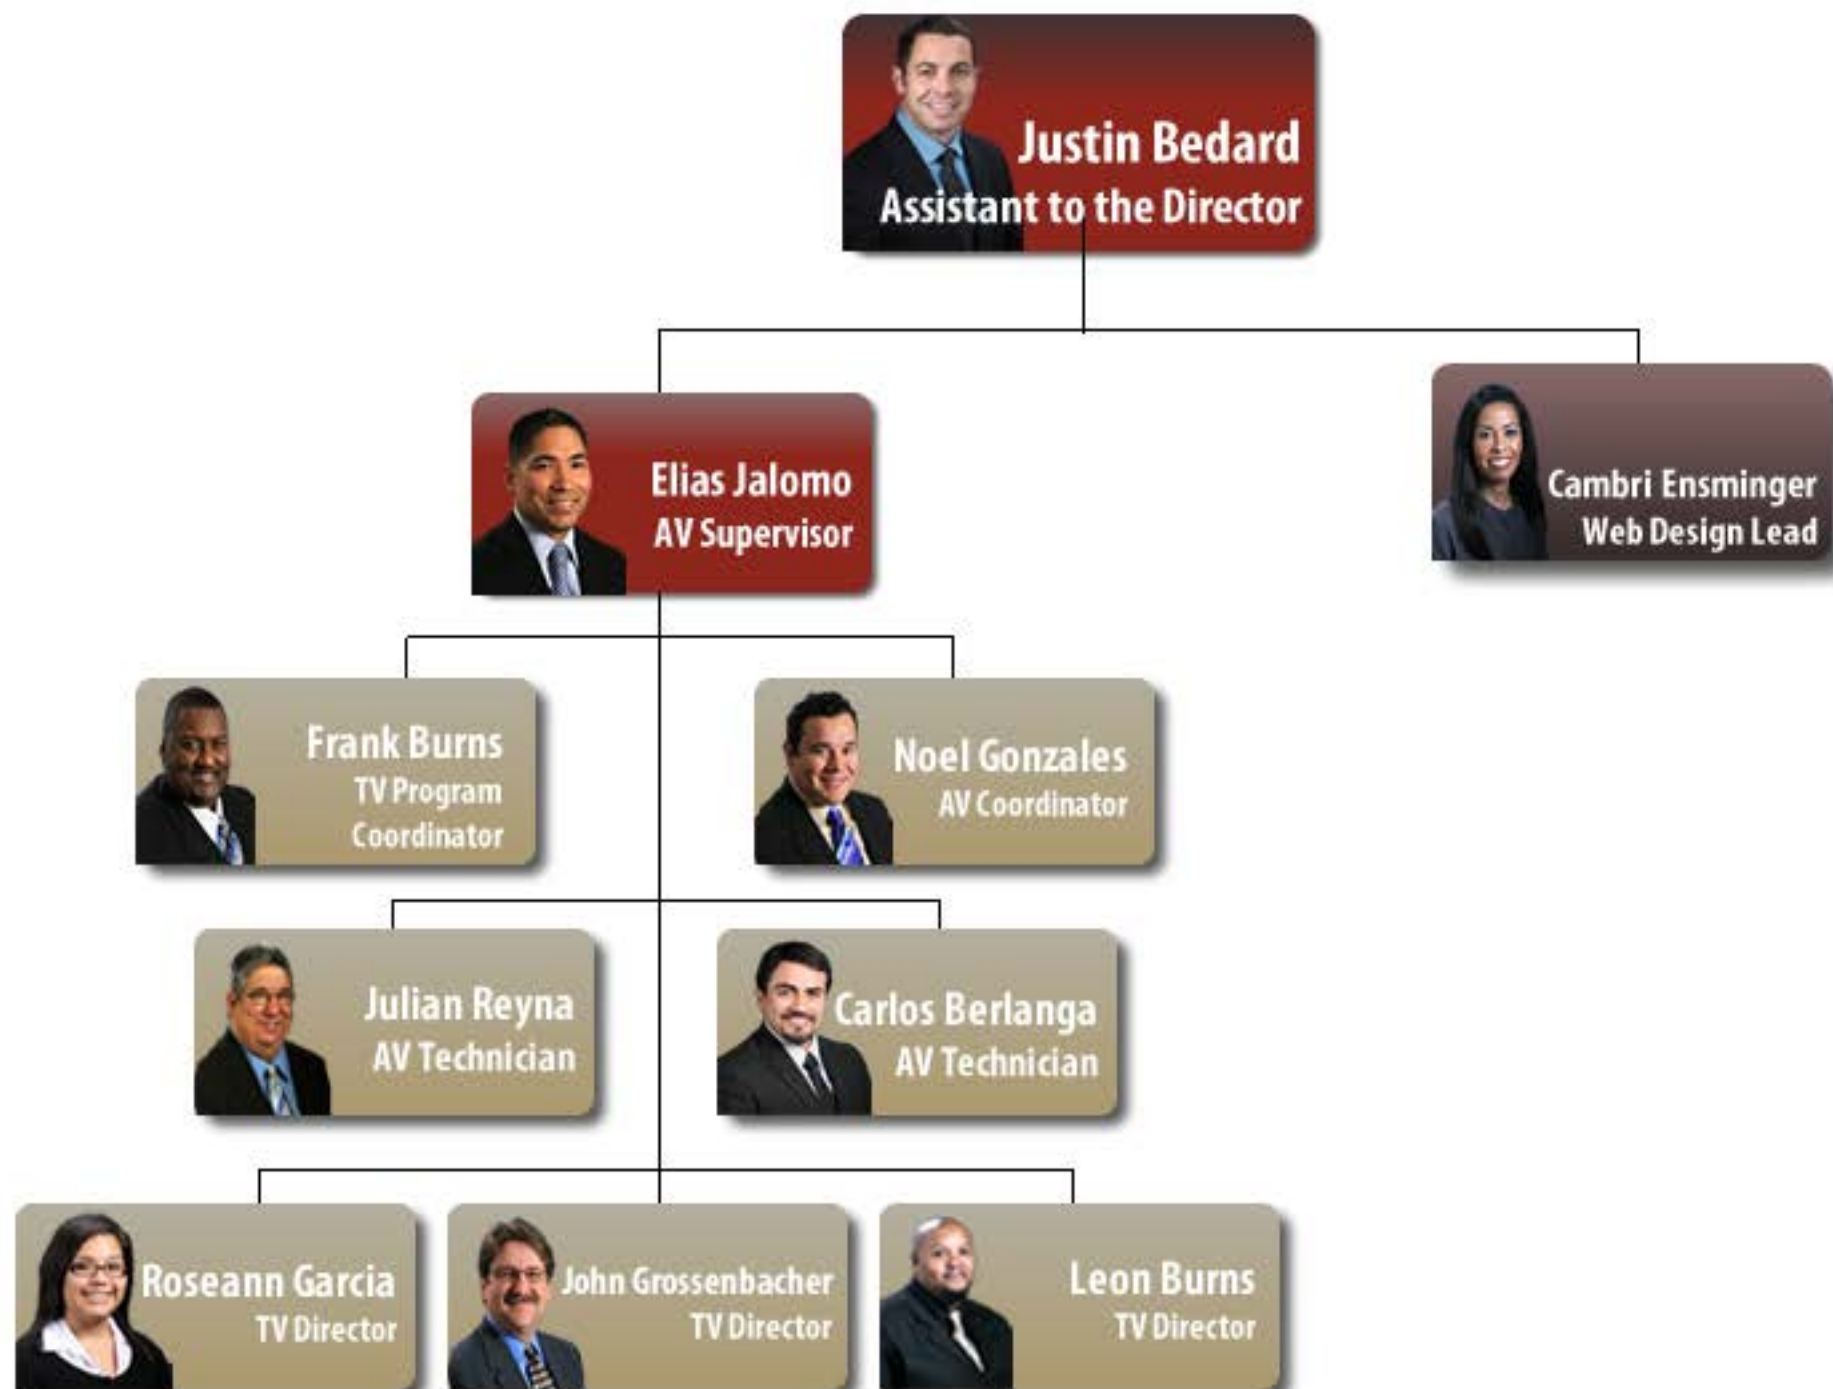 Justin Bedard
Assistant to the Director
Elias Jalomo
AV Supervisor
Cambri Ensminger
Web Design Lead
Frank Burns
TV Program
Coordinator
Noel Gonzales
AV Coordinator
Julian Reyna
AV Technician
Carlos Berlanga
AV Technician
Roseann Garcia
TV Director
John Grossenbacher
TV Director
Leon Burns
TV Director